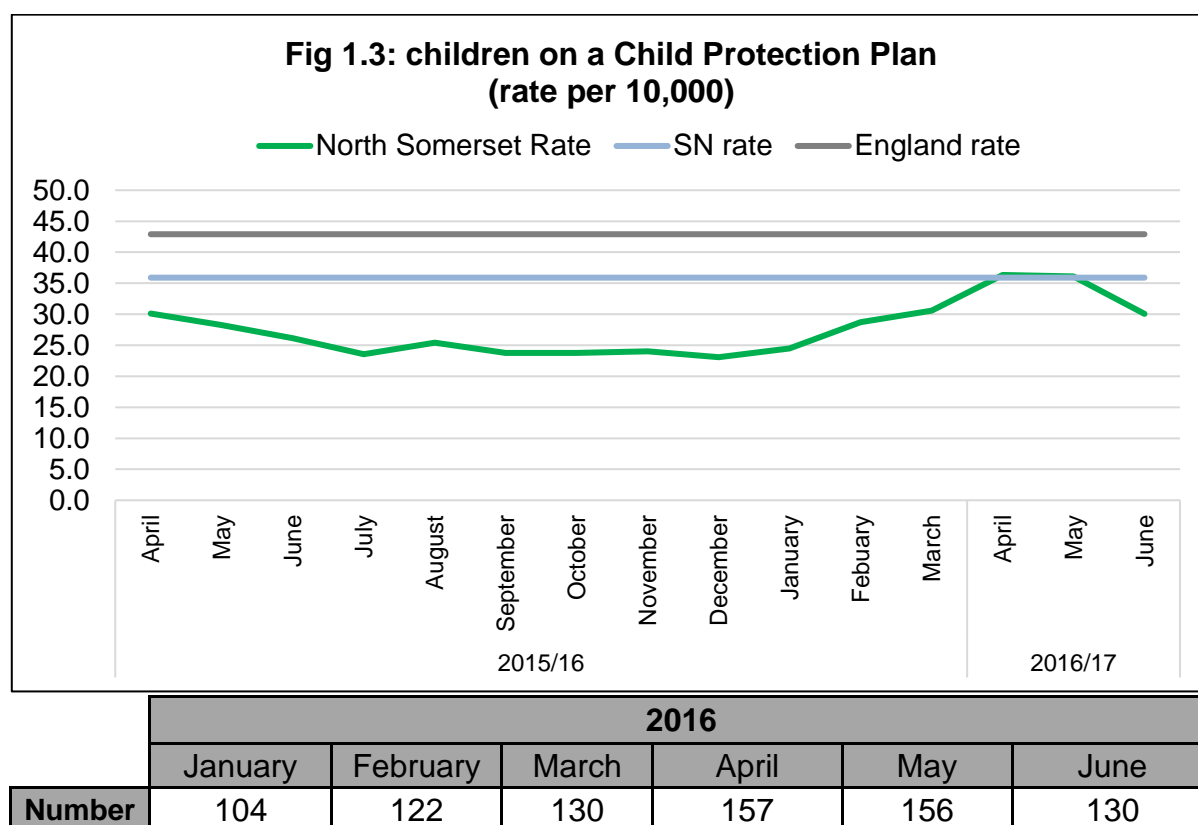 Fig 1.3: children on a Child Protection Plan
(rate per 10,000)
North Somerset Rate SN rate England rate
50.0
45.0
40.0
35.0
30.0
25.0
20.0
15.0
10.0
5.0
0.0
April
May
June
July
August
September
October
November
December
January
Febuary
March
April
May
June
2015/16 2016/17
2016
January February March April May June
Number 104 122 130 157 156 130